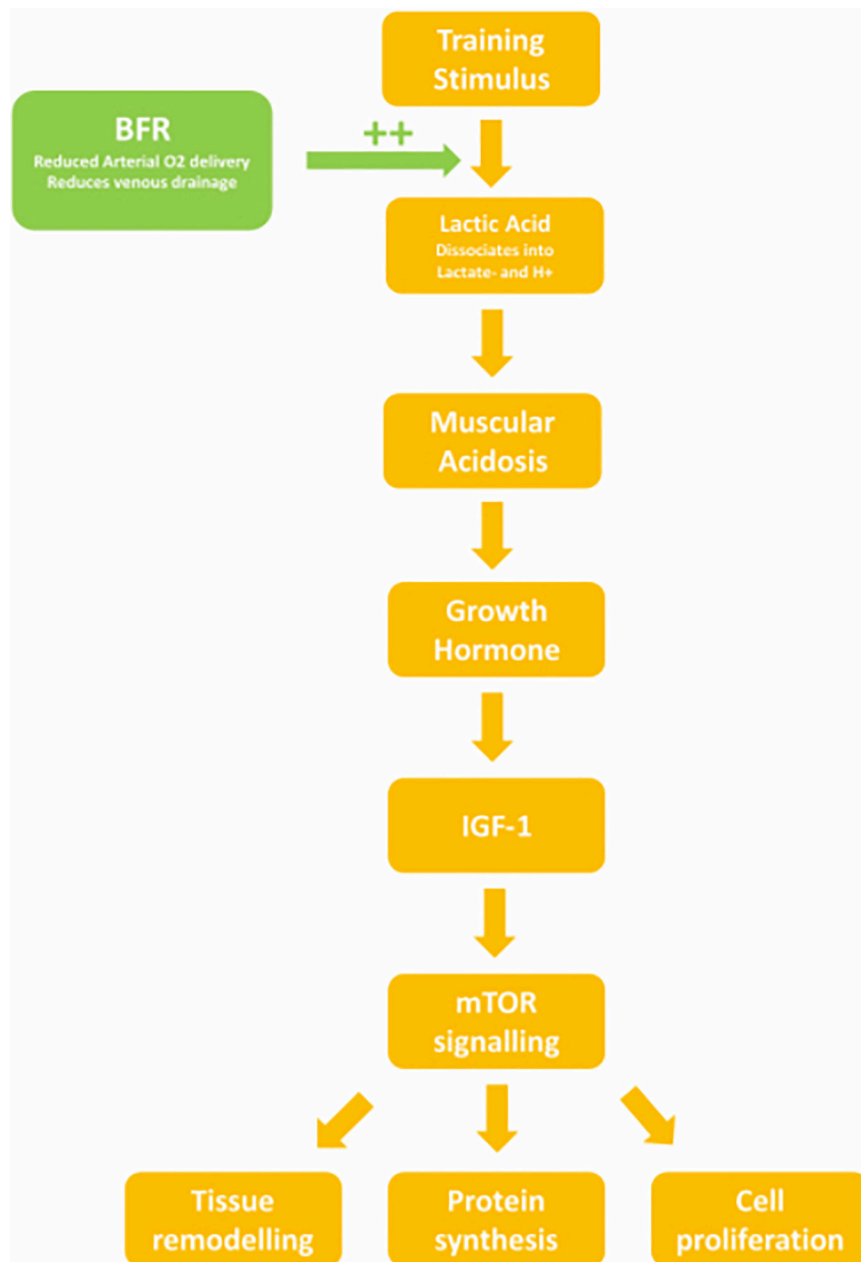 Training
Stimulus
BFR
Reduced Arterial O2 delivery
Reduces venous drainage
++
Lactic Acid
Dissociates into
Lactate- and H+
Muscular
Acidosis
Growth
Hormone
IGF-1
mTOR
signalling
Tissue
remodelling
Protein
synthesis
Cell
proliferation